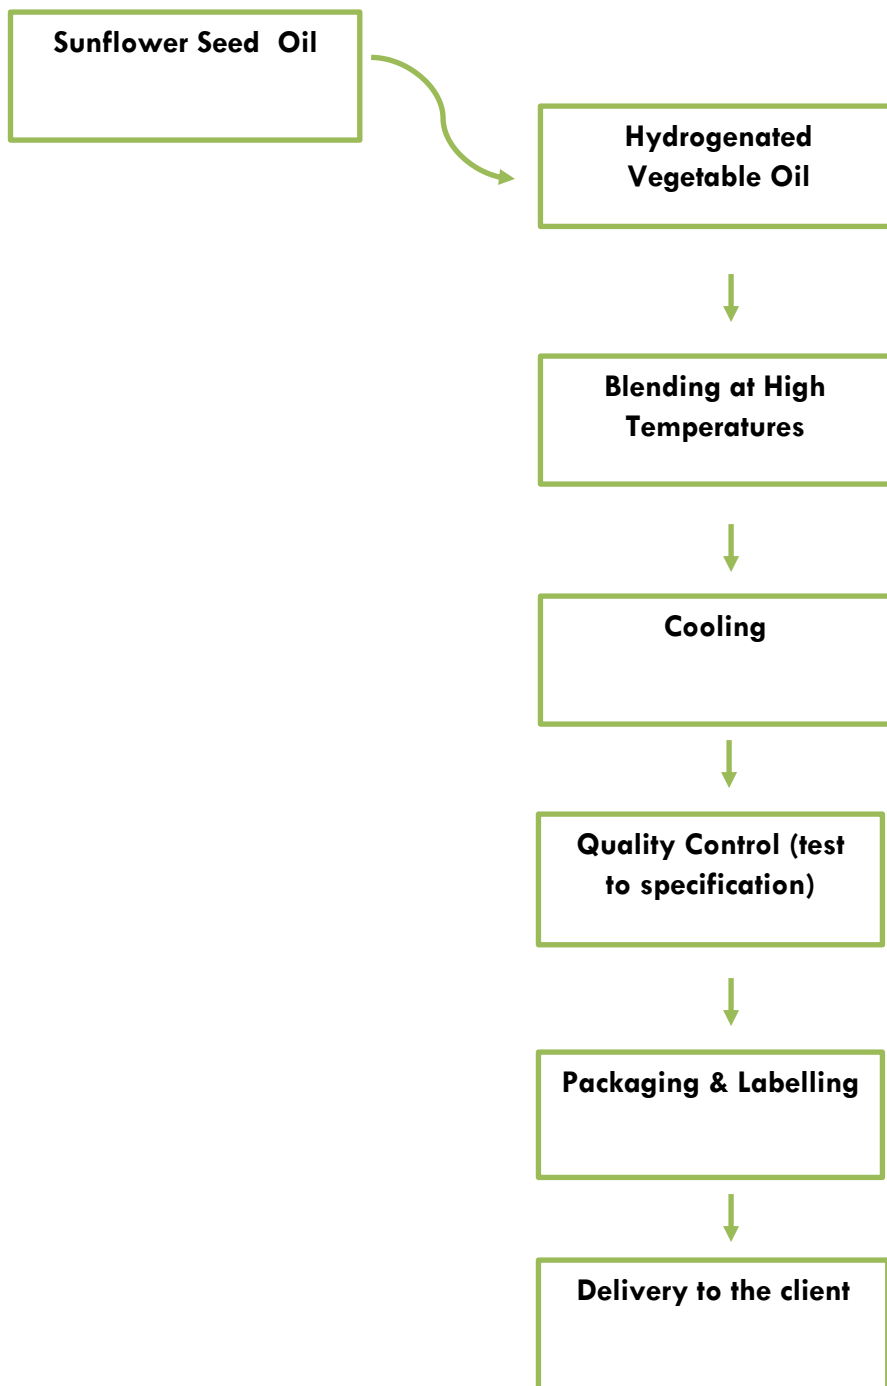 Sunflower Seed  Oil
Hydrogenated
Vegetable Oil
Blending at High
Temperatures
Cooling
Quality Control (test
to specification)
Packaging & Labelling
Delivery to the client